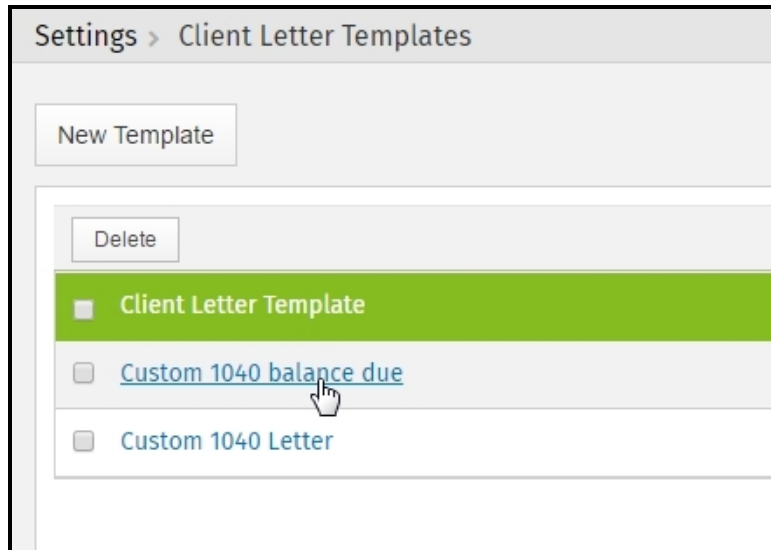 Settings > Client Letter Templates
New Template
Delete
Client Letter Template
Custom 1040 balance due
Custom 1040 Letter